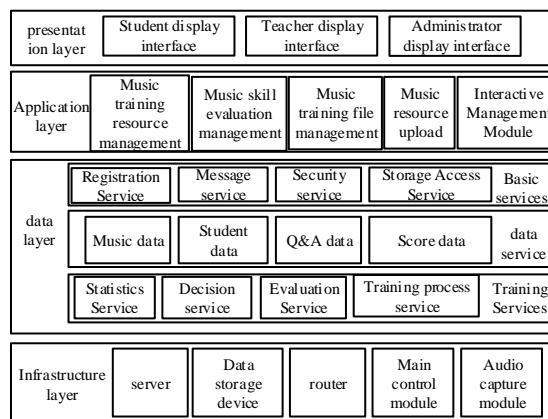 presentat
ion layer
Student display
interface
Teacher display
interface
Administrator
display interface
Application
layer
Music
training
resource
management
Music skill
evaluation
management
Music
training file
management
Music
resource
upload
Interactive
Management
Module
data
layer
Registration
Service
Message
service
Security
service
Storage Access
Service
Basic
services
Music data
Student
data
Q&A data
Score data
data
service
Statistics
Service
Decision
service
Evaluation
Service
Training process
service
Training
Services
Infrastructure
layer
server
Data
storage
device
router
Main
control
module
Audio
capture
module